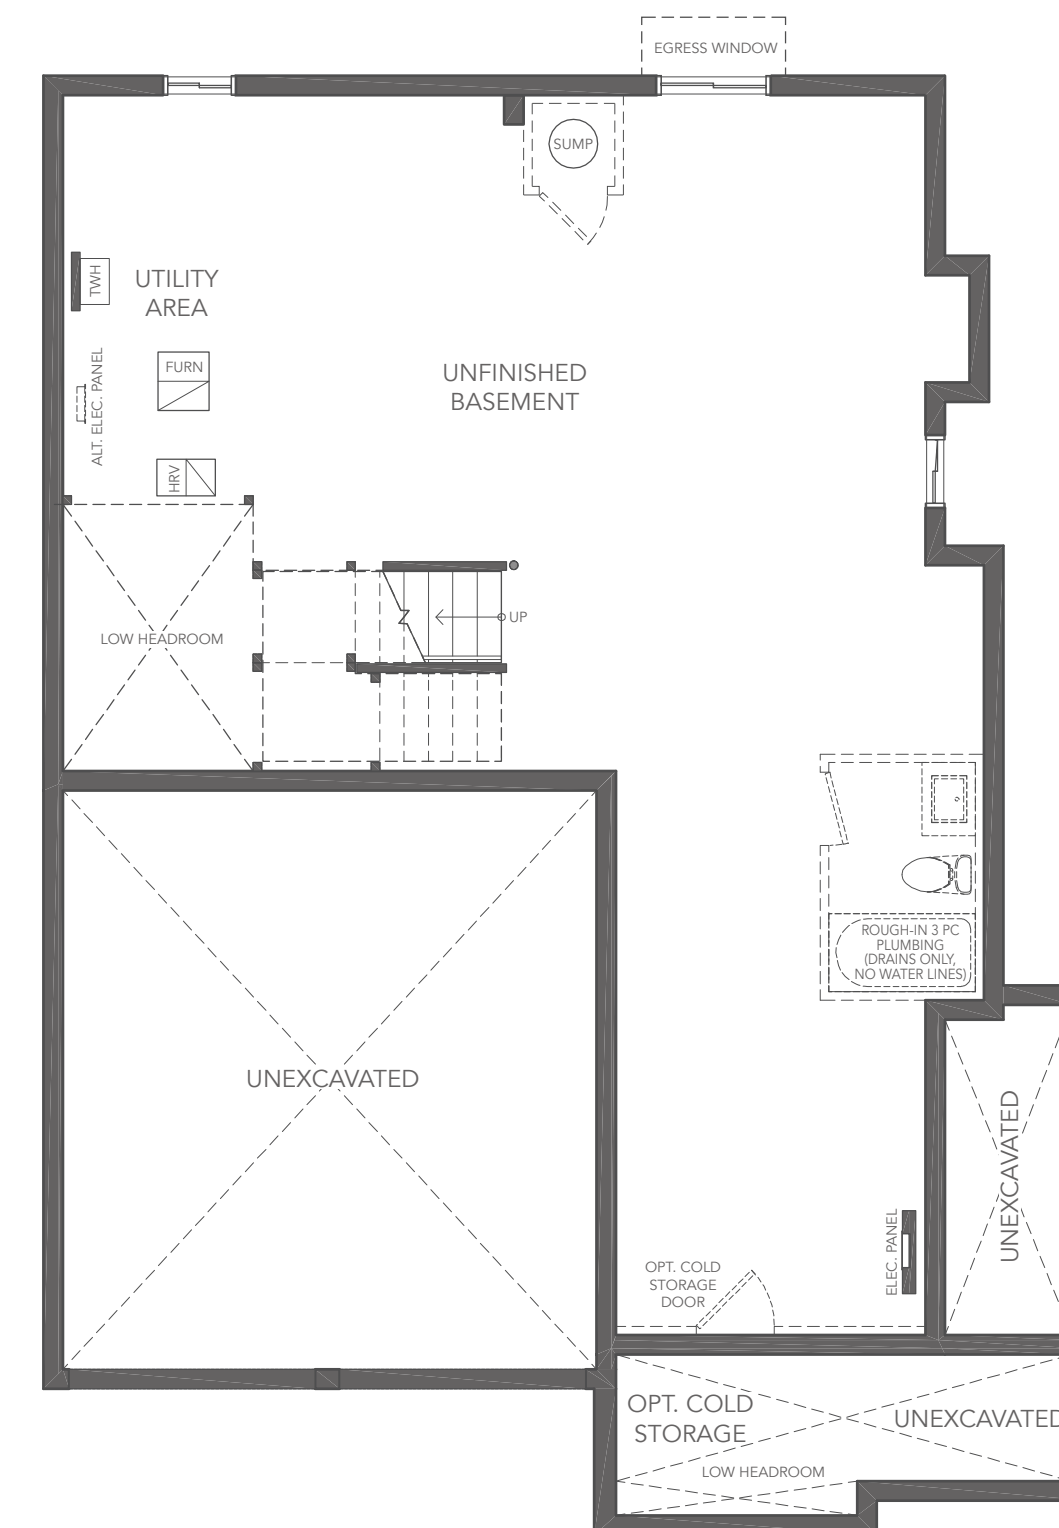 EGRESS WINDOW
SUMP
TWH
UTILITY
AREA
FURN
ALT. ELEC. PANEL
UNFINISHED
BASEMENT
HRV
UP
LOW HEADROOM
ROUGH-IN 3 PC
PLUMBING
(DRAINS ONLY,
NO WATER LINES)
UNEXCAVATED
UNEXCAVATED
ELEC. PANEL
OPT. COLD
STORAGE
DOOR
OPT. COLD
STORAGE
UNEXCAVATED
LOW HEADROOM